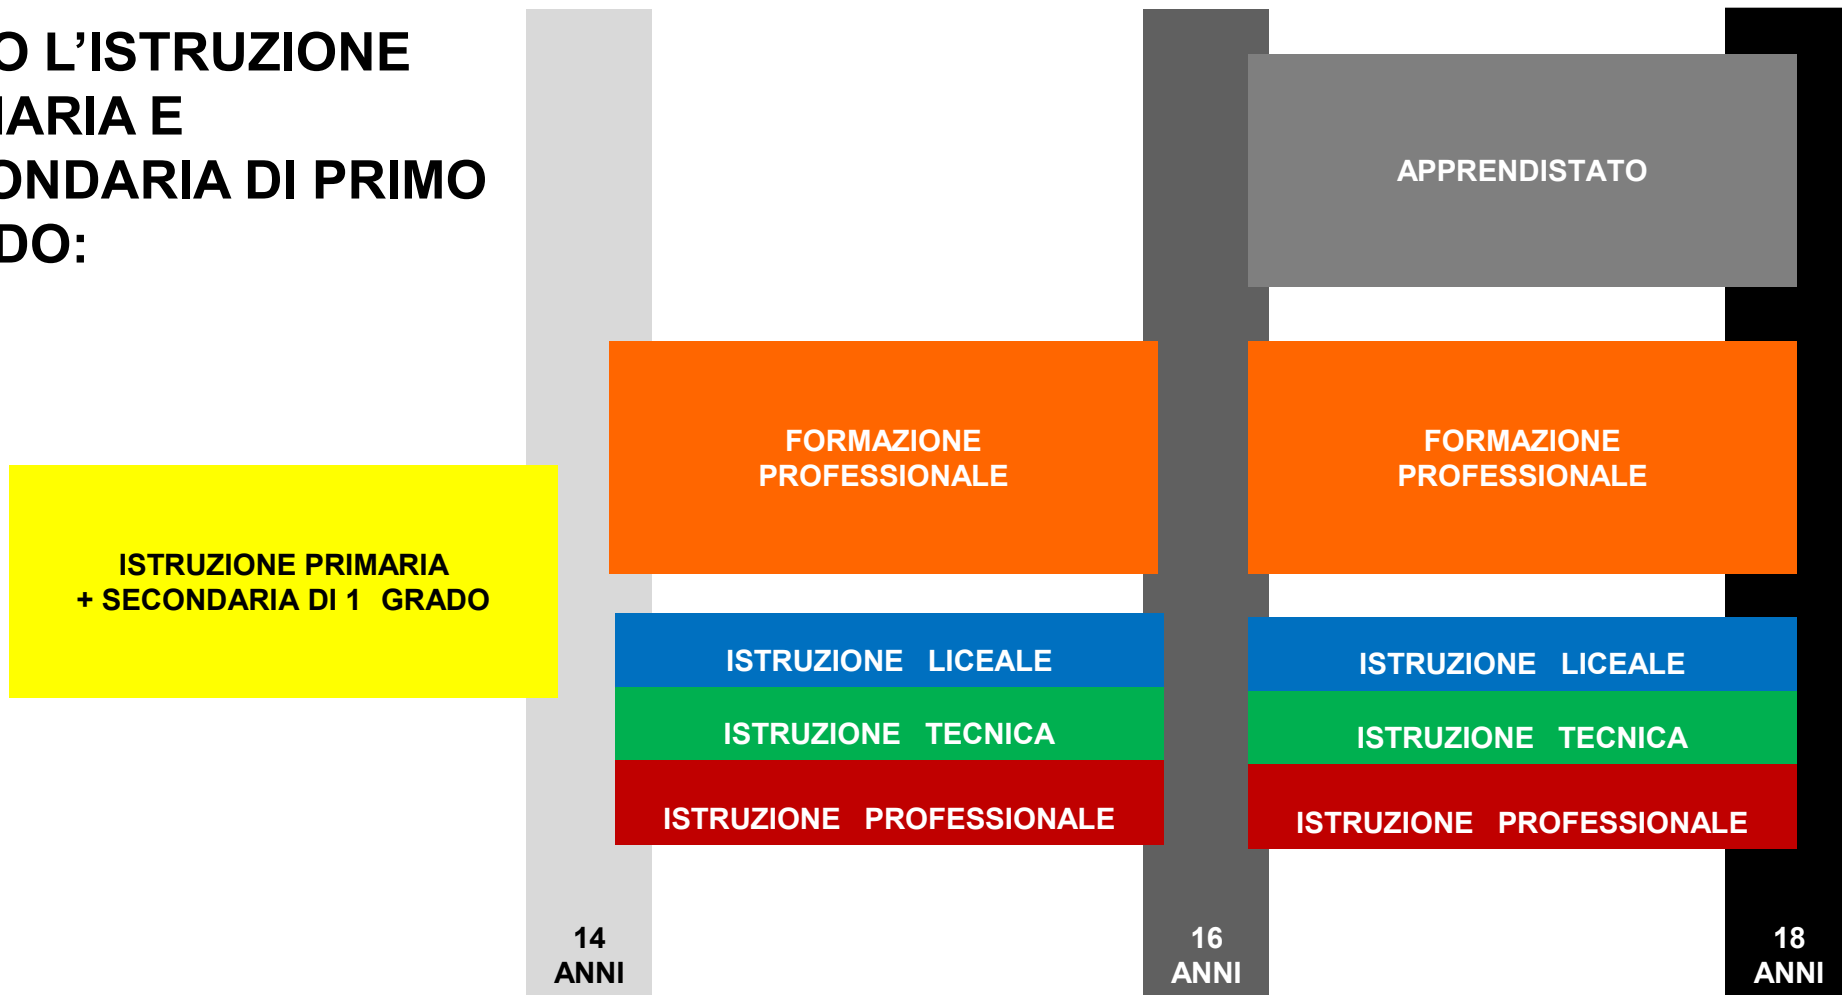 O L’ISTRUZIONE
ARIA E
ONDARIA DI PRIMO
DO:
APPRENDISTATO
FORMAZIONE
PROFESSIONALE
FORMAZIONE
PROFESSIONALE
ISTRUZIONE PRIMARIA
+ SECONDARIA DI 1 GRADO
ISTRUZIONE LICEALE
ISTRUZIONE TECNICA
ISTRUZIONE PROFESSIONALE
ISTRUZIONE LICEALE
ISTRUZIONE TECNICA
ISTRUZIONE PROFESSIONALE
14
ANNI
16
ANNI
18
ANNI